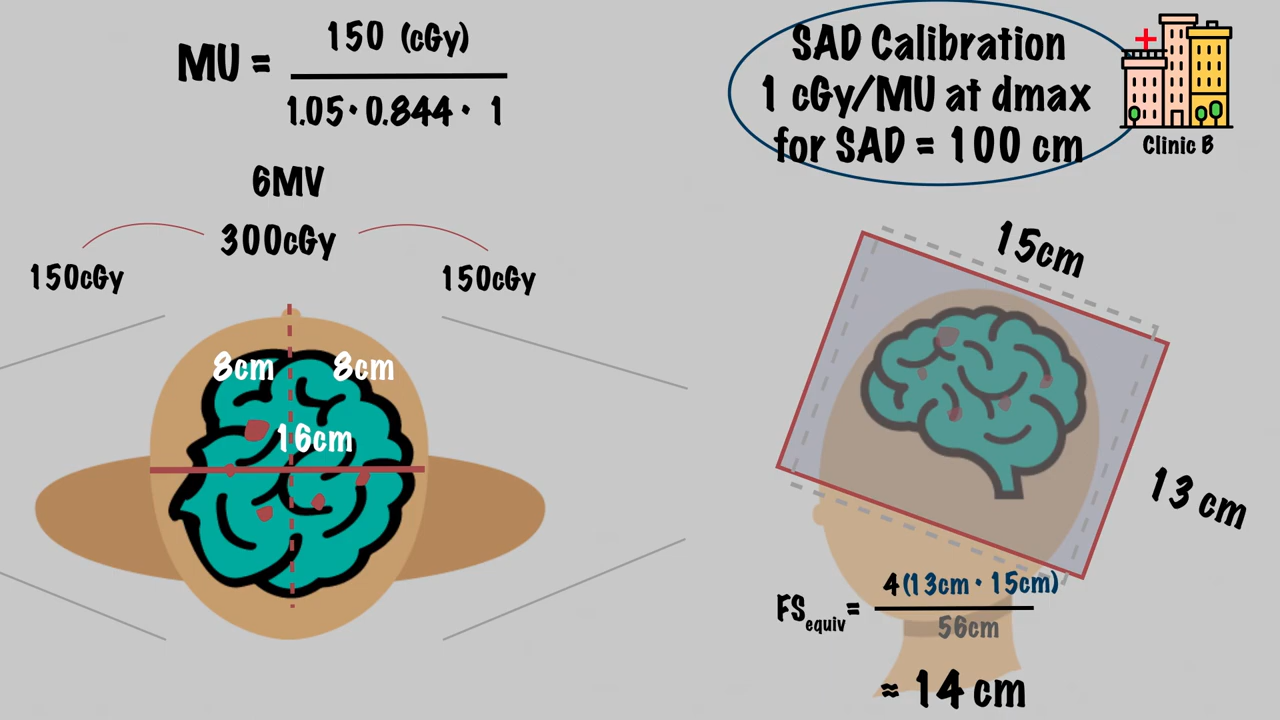 MU = 150 (cGy)
1.05 · 0.844 · 1
SAD Calibration
1 cGy/MU at dmax
for SAD = 100 cm
Clinic B
6MV
300cGy
150cGy
150cGy
8cm
8cm
16cm
15cm
13 cm
FSequiv = 4(13cm · 15cm)
56cm
≈ 14 cm